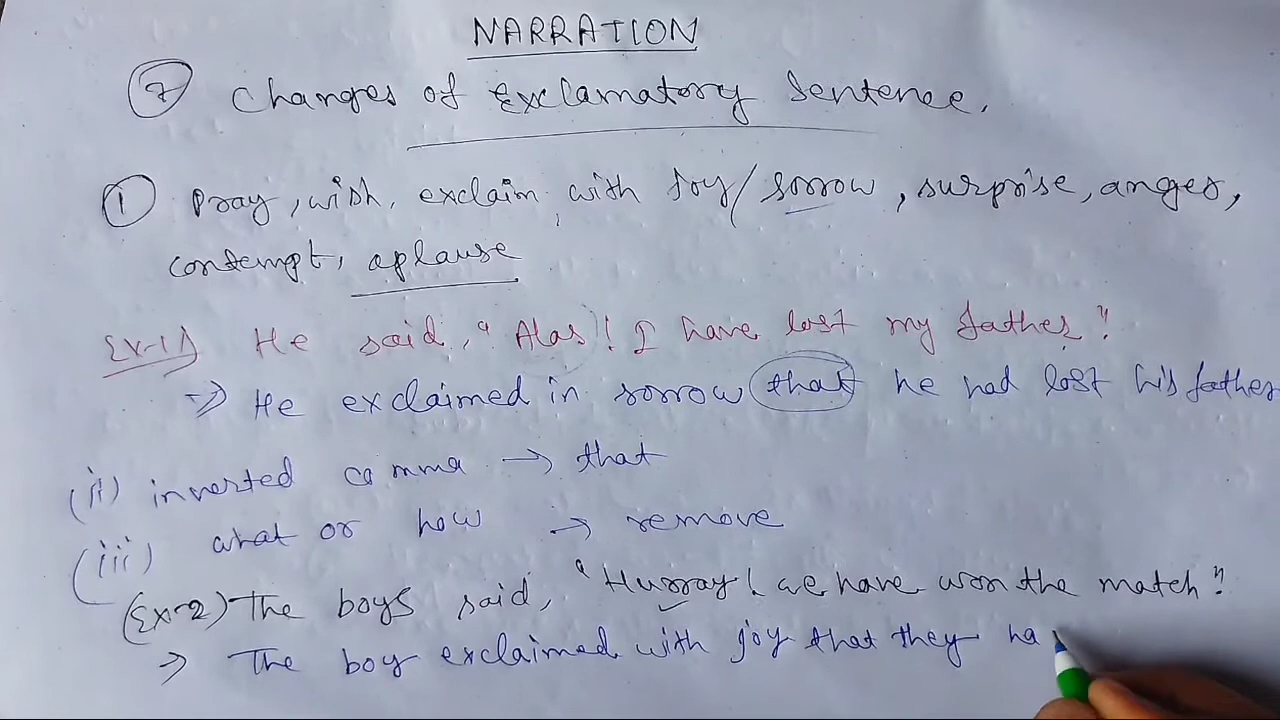 NARRATION
⑦ Changes of Exclamatory Sentence.
① Pray, wish, exclaim, with Joy/sorrow, surprise, anger,
contempt, aplause
Ex-1) He said, "Alas! I have lost my father"
⇒ He exclaimed in sorrow that he had lost his father
(ii) inverted comma → that
(iii) what or how → remove
(Ex-2) The boys said, "Hurray! we have won the match"
⇒ The boy exclaimed with joy that they ha